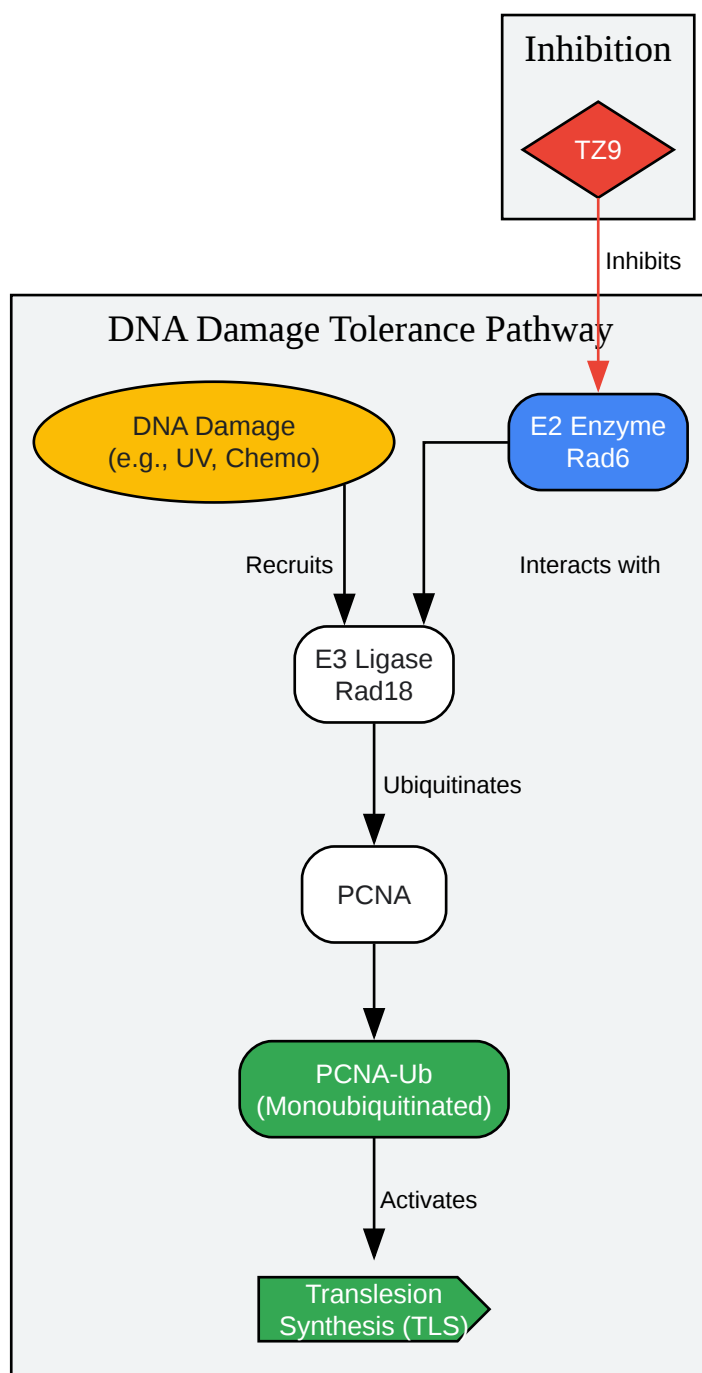 Inhibition
TZ9
Inhibits
DNA Damage Tolerance Pathway
DNA Damage
(e.g., UV, Chemo)
E2 Enzyme
Rad6
Recruits
Interacts with
E3 Ligase
Rad18
Ubiquitinates
PCNA
PCNA-Ub
(Monoubiquitinated)
Activates
Translesion
Synthesis (TLS)